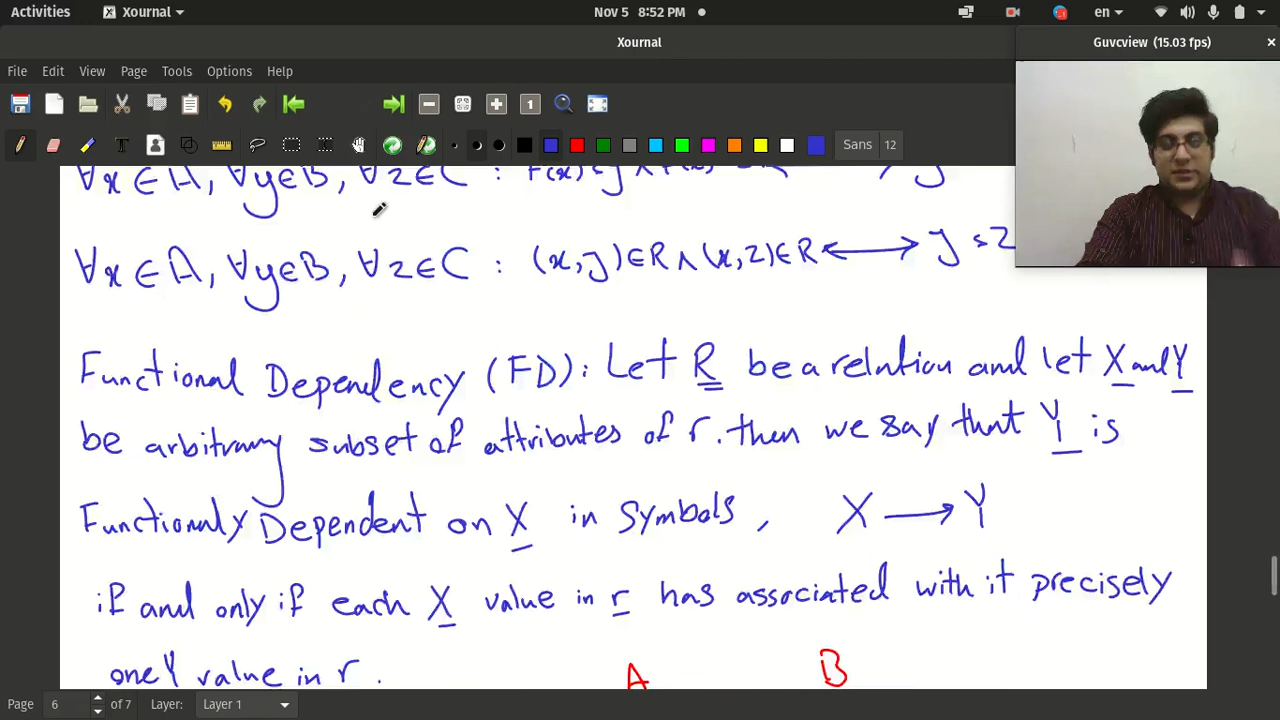 Activities Xournal Nov 5 8:52 PM en
Xournal
Guvcview (15.03 fps)
File Edit View Page Tools Options Help
Sans 12
∀x ∈ A, ∀y ∈ B, ∀z ∈ C :
∀x ∈ A, ∀y ∈ B, ∀z ∈ C : (x,y) ∈ R ∧ (x,z) ∈ R ⟷ y = z
Functional Dependency (FD): Let R be a relation and let X and Y
be arbitrary subset of attributes of r. then we say that Y is
Functionaly Dependent on X in Symbols, X → Y
if and only if each X value in r has associated with it precisely
one Y value in r.
A B
Page 6 of 7 Layer: Layer 1